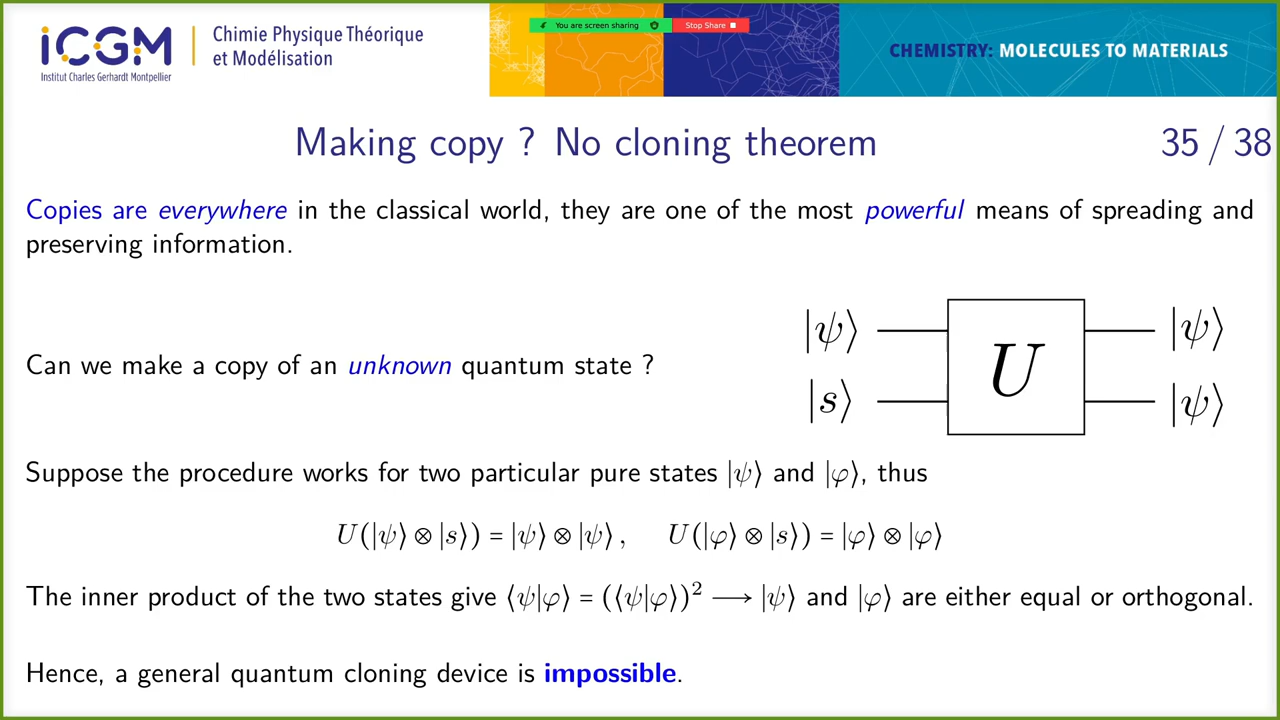 iCGM
Institut Charles Gerhardt Montpellier
Chimie Physique Théorique
et Modélisation
You are screen sharing
Stop Share
CHEMISTRY: MOLECULES TO MATERIALS
Making copy ? No cloning theorem
35 / 38
Copies are everywhere in the classical world, they are one of the most powerful means of spreading and
preserving information.
|ψ⟩ U |ψ⟩
|s⟩ |ψ⟩
Can we make a copy of an unknown quantum state ?
Suppose the procedure works for two particular pure states |ψ⟩ and |φ⟩, thus
U(|ψ⟩ ⊗ |s⟩) = |ψ⟩ ⊗ |ψ⟩ , U(|φ⟩ ⊗ |s⟩) = |φ⟩ ⊗ |φ⟩
The inner product of the two states give ⟨ψ|φ⟩ = (⟨ψ|φ⟩)² ⟶ |ψ⟩ and |φ⟩ are either equal or orthogonal.
Hence, a general quantum cloning device is impossible.